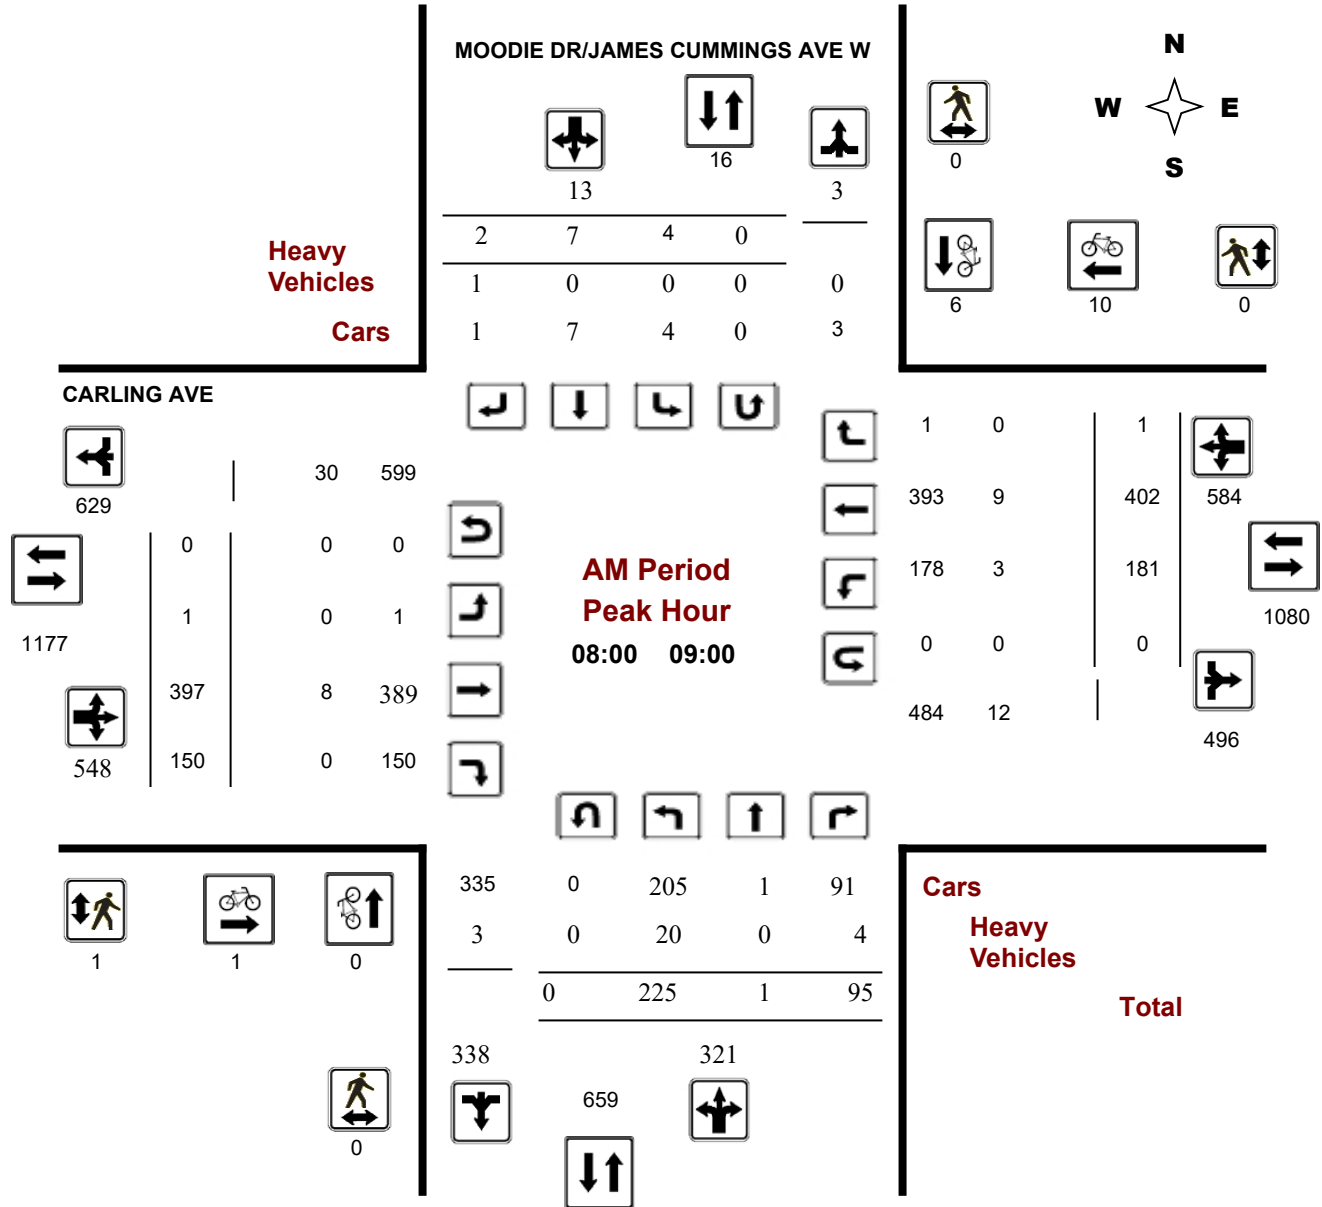 MOODIE DR/JAMES CUMMINGS AVE W
N
W E
S
16
0
13 3
2 7 4 0
Heavy
Vehicles
1 0 0 0 0
6 10 0
Cars
1 7 4 0 3
CARLING AVE
1 0 1
30 599
629
393 9 402 584
0 0 0
AM Period
178 3 181
Peak Hour
1 0 1
1080
1177
08:00 09:00
0 0 0
397 8 389
484 12
496
548
150 0 150
335 0 205 1 91
Cars
3 0 20 0 4
Heavy
Vehicles
1 1 0
0 225 1 95
Total
338 321
659
0